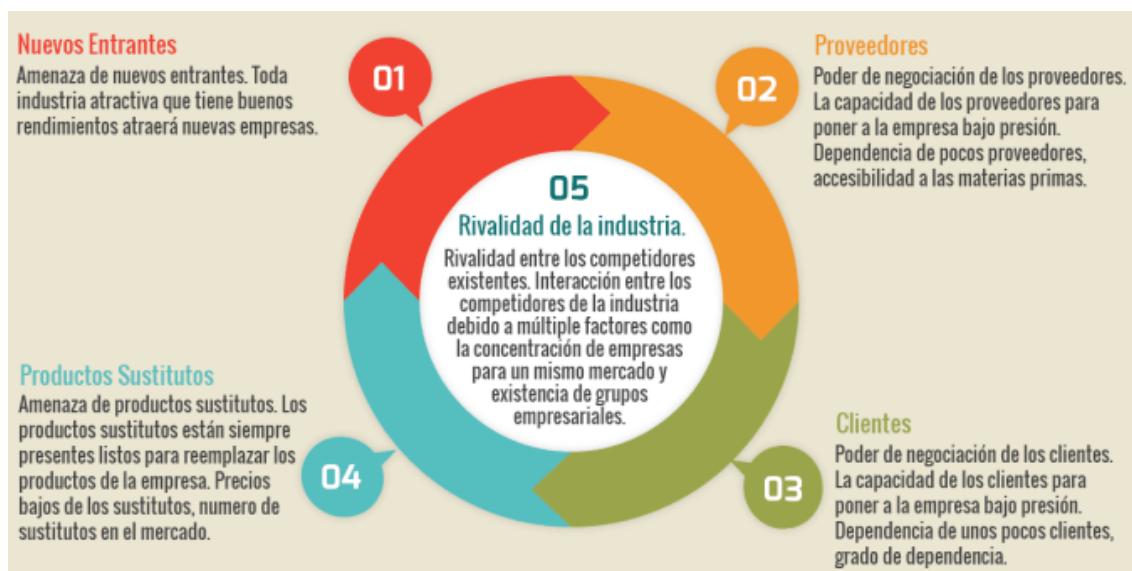 Nuevos Entrantes
Amenaza de nuevos entrantes. Toda
industria atractiva que tiene buenos
rendimientos atraerá nuevas empresas.
01
02
Proveedores
Poder de negociación de los proveedores.
La capacidad de los proveedores para
poner a la empresa bajo presión.
Dependencia de pocos proveedores,
accesibilidad a las materias primas.
05
Rivalidad de la industria.
Rivalidad entre los competidores
existentes. Interacción entre los
competidores de la industria
debido a múltiple factores como
la concentración de empresas
para un mismo mercado y
existencia de grupos
empresariales.
Productos Sustitutos
Amenaza de productos sustitutos. Los
productos sustitutos están siempre
presentes listos para reemplazar los
productos de la empresa. Precios
bajos de los sustitutos, numero de
sustitutos en el mercado.
04
03
Clientes
Poder de negociación de los clientes.
La capacidad de los clientes para
poner a la empresa bajo presión.
Dependencia de unos pocos clientes,
grado de dependencia.